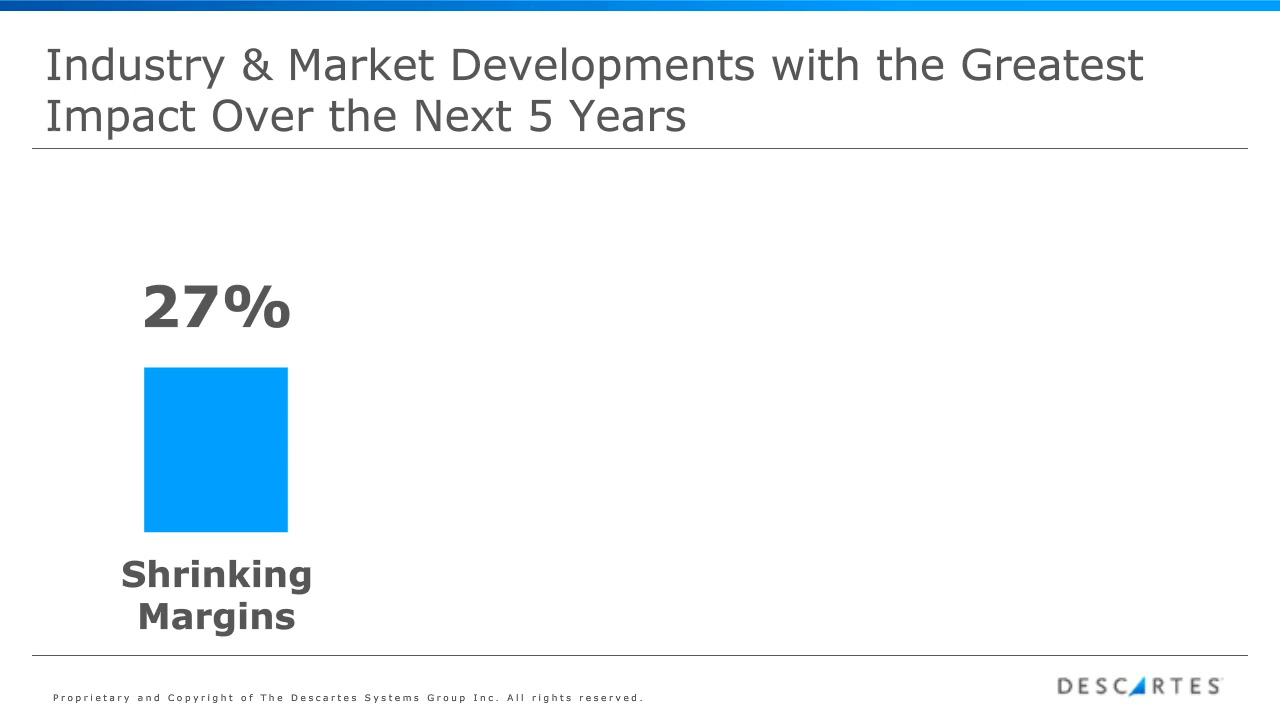 Industry & Market Developments with the Greatest
Impact Over the Next 5 Years
27%
Shrinking
Margins
Proprietary and Copyright of The Descartes Systems Group Inc. All rights reserved.
DESCARTES